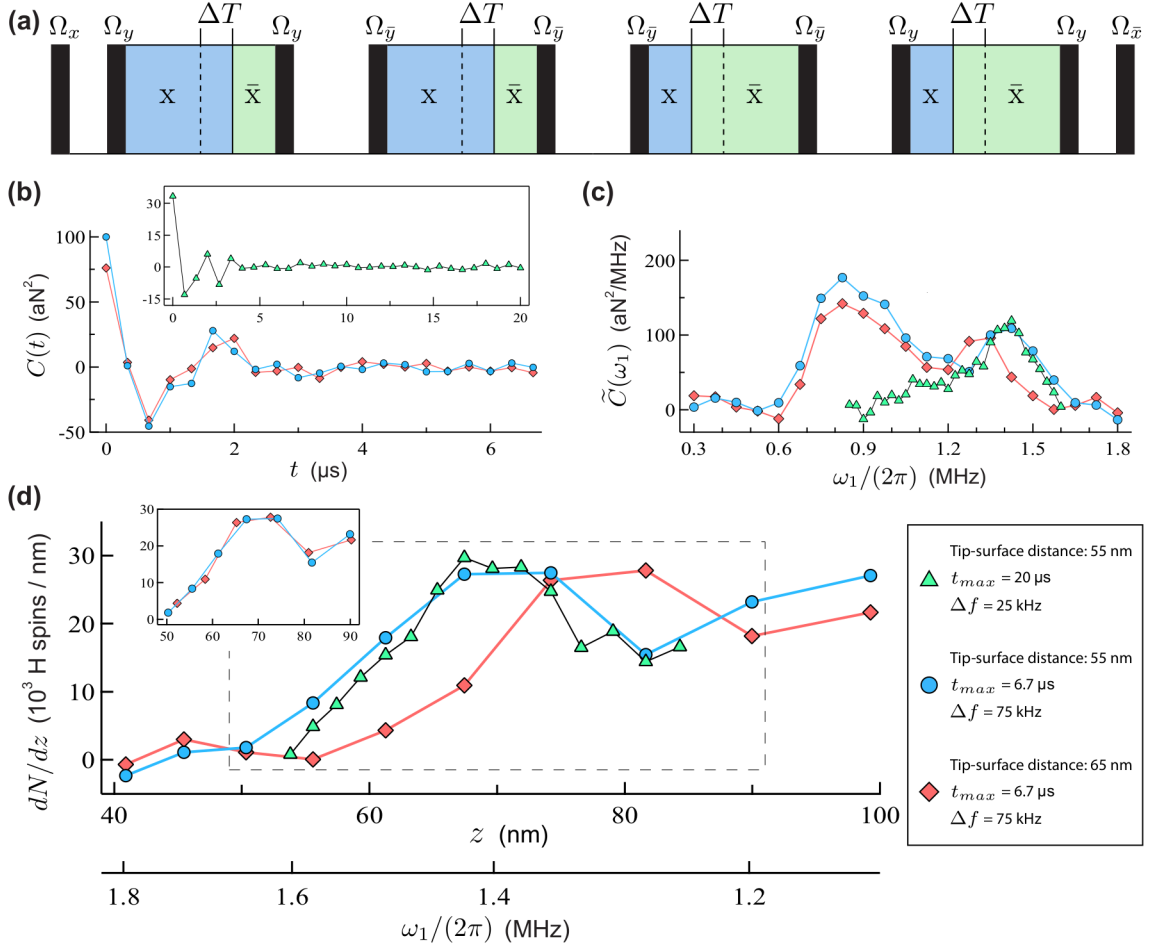 (a)
Ωx Ωy ΔT Ωy Ωȳ ΔT Ωȳ Ωȳ ΔT Ωȳ Ωy ΔT Ωy Ωx̄
x x̄ x x̄ x x̄ x x̄
(b)
C(t) (aN²)
100
50
0
-50
0 2 4 6
t (µs)
30
15
0
-15
0 5 10 15 20
(c)
C̃(ω₁) (aN²/MHz)
200
100
0
0.3 0.6 0.9 1.2 1.5 1.8
ω₁/(2π) (MHz)
(d)
dN/dz (10³ H spins / nm)
30
20
10
0
40 60 80 100
z (nm)
30
20
10
0
50 60 70 80 90
1.8 1.6 1.4 1.2
ω₁/(2π) (MHz)
Tip-surface distance: 55 nm
tmax = 20 µs
Δf = 25 kHz
Tip-surface distance: 55 nm
tmax = 6.7 µs
Δf = 75 kHz
Tip-surface distance: 65 nm
tmax = 6.7 µs
Δf = 75 kHz